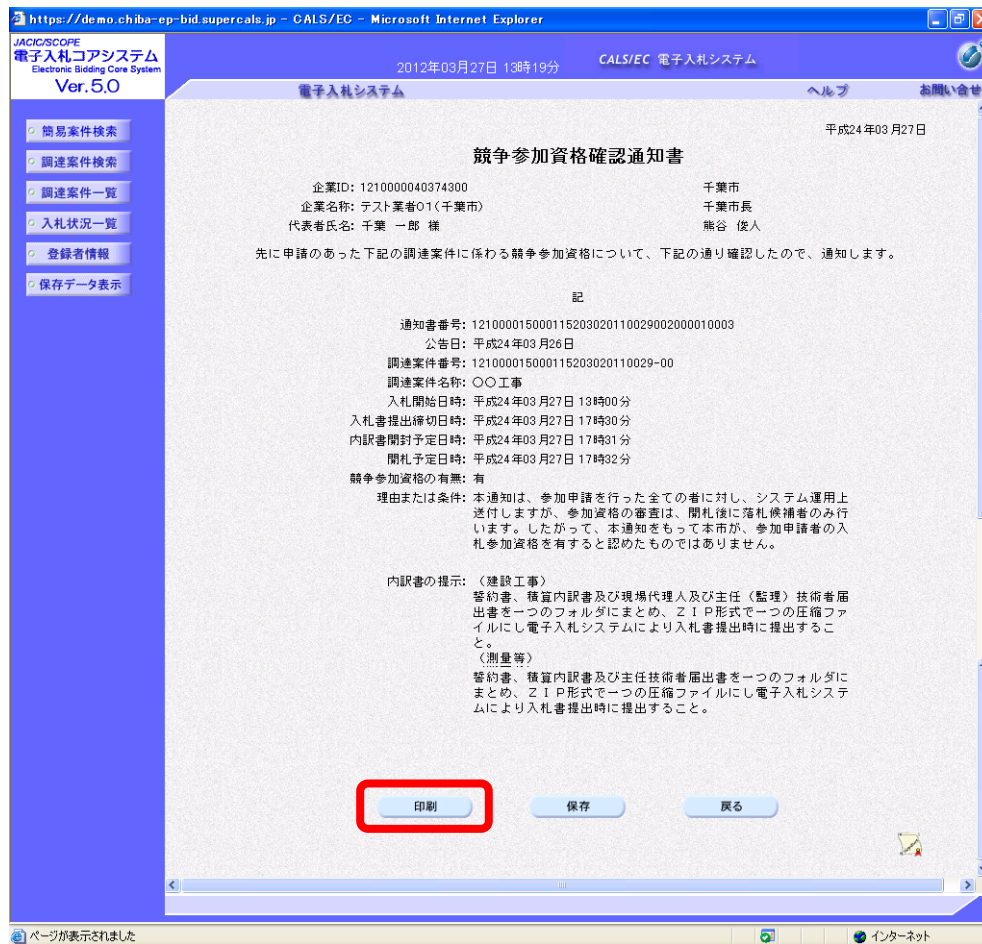 https://demo.chiba-ep-bid.supercals.jp - CALS/EC - Microsoft Internet Explorer
JACIC/SCOPE
電子入札コアシステム
Electronic Bidding Core System
Ver.5.0
2012年03月27日 13時19分
CALS/EC 電子入札システム
電子入札システム
ヘルプ
お問い合せ
簡易案件検索
調達案件検索
調達案件一覧
入札状況一覧
登録者情報
保存データ表示
平成24年03月27日
競争参加資格確認通知書
企業ID: 1210000040374300
千葉市
企業名称: テスト業者01(千葉市)
千葉市長
代表者氏名: 千葉 一郎 様
熊谷 俊人
先に申請のあった下記の調達案件に係わる競争参加資格について、下記の通り確認したので、通知します。
記
通知書番号: 12100001500011520302011002900200010003
公告日: 平成24年03月26日
調達案件番号: 121000015000115203020110029-00
調達案件名称: ○○工事
入札開始日時: 平成24年03月27日 13時00分
入札書提出締切日時: 平成24年03月27日 17時30分
内訳書開封予定日時: 平成24年03月27日 17時31分
開札予定日時: 平成24年03月27日 17時32分
競争参加資格の有無: 有
理由または条件: 本通知は、参加申請を行った全ての者に対し、システム運用上
送付しますが、参加資格の審査は、開札後に落札候補者のみ行
います。したがって、本通知をもって本市が、参加申請者の入
札参加資格を有すると認めたものではありません。
内訳書の提示: (建設工事)
誓約書、積算内訳書及び現場代理人及び主任(監理)技術者届
出書を一つのフォルダにまとめ、ZIP形式で一つの圧縮ファ
イルにし電子入札システムにより入札書提出時に提出するこ
と。
(測量等)
誓約書、積算内訳書及び主任技術者届出書を一つのフォルダに
まとめ、ZIP形式で一つの圧縮ファイルにし電子入札システ
ムにより入札書提出時に提出すること。
印刷
保存
戻る
ページが表示されました
インターネット